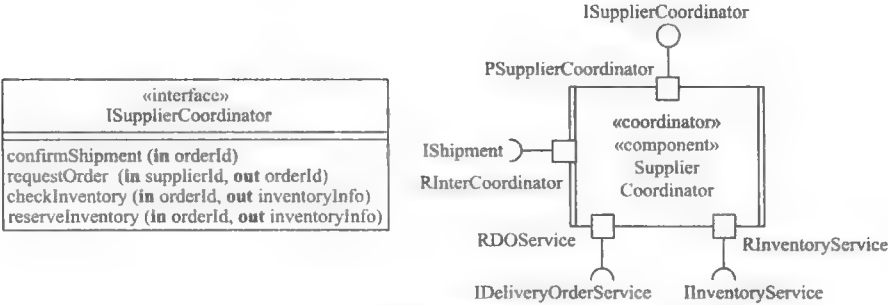 «interface»
ISupplierCoordinator
confirmShipment (in orderId)
requestOrder (in supplierId, out orderId)
checkInventory (in orderId, out inventoryInfo)
reserveInventory (in orderId, out inventoryInfo)
ISupplierCoordinator
PSupplierCoordinator
«coordinator»
«component»
Supplier
Coordinator
IShipment
RInterCoordinator
RDOService
RInventoryService
IDeliveryOrderService
IInventoryService